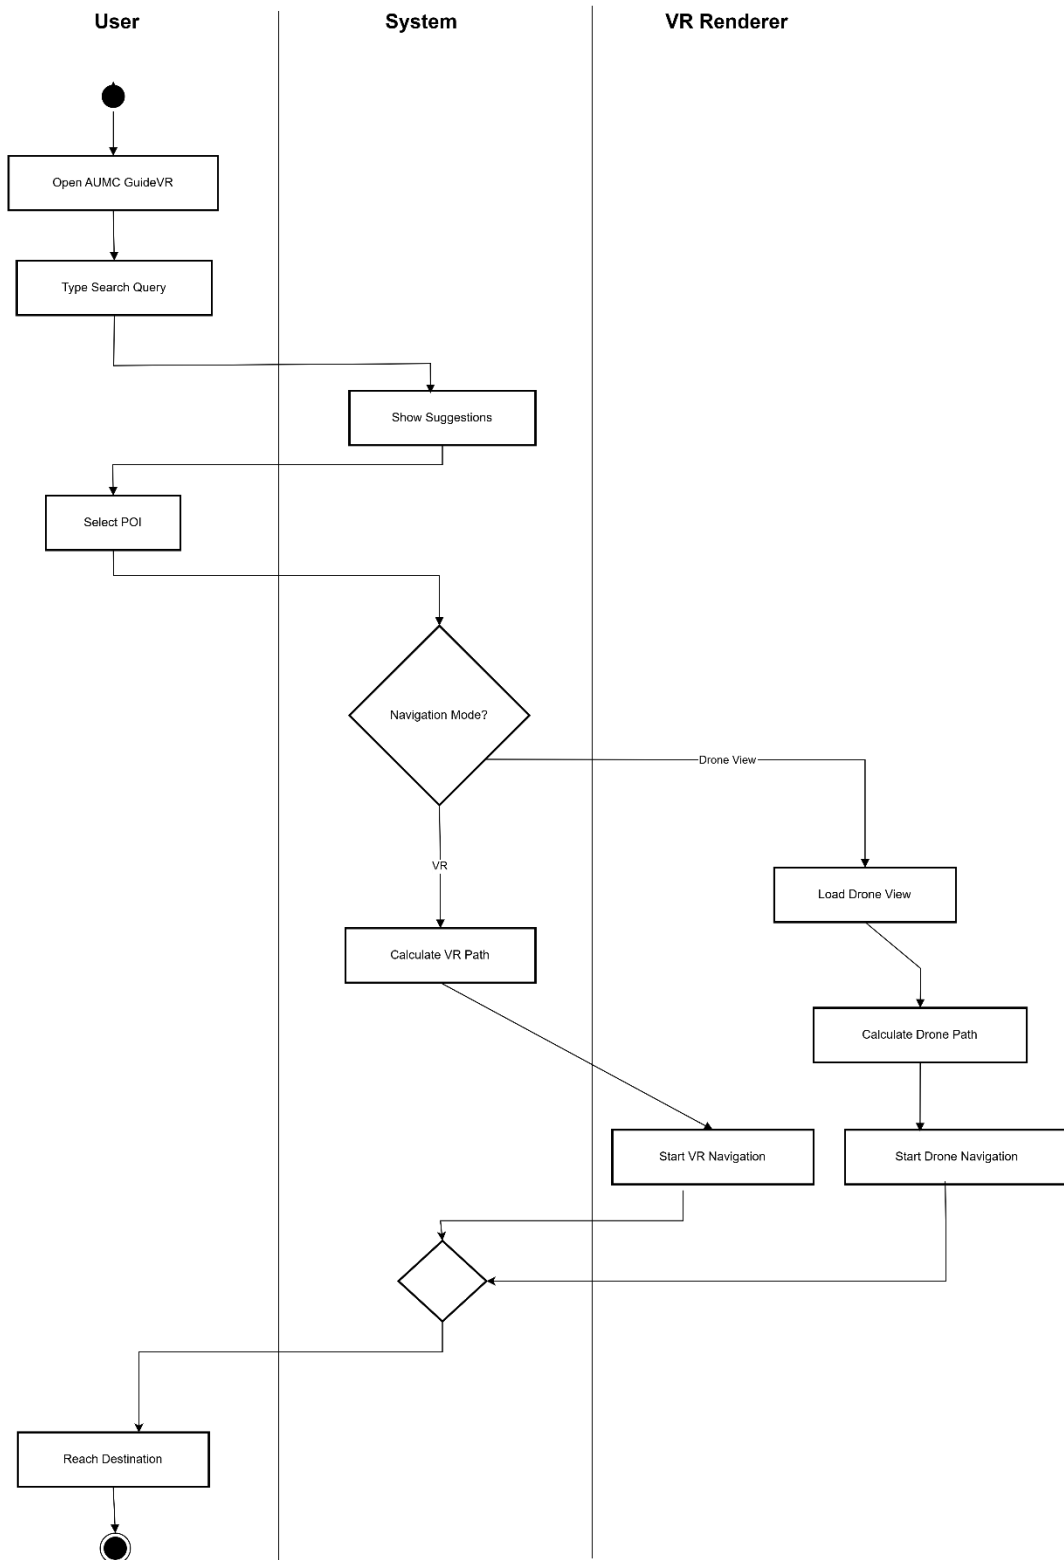 User
System
VR Renderer
Open AUMC GuideVR
Type Search Query
Show Suggestions
Select POI
Navigation Mode?
Drone View
VR
Load Drone View
Calculate VR Path
Calculate Drone Path
Start VR Navigation
Start Drone Navigation
Reach Destination